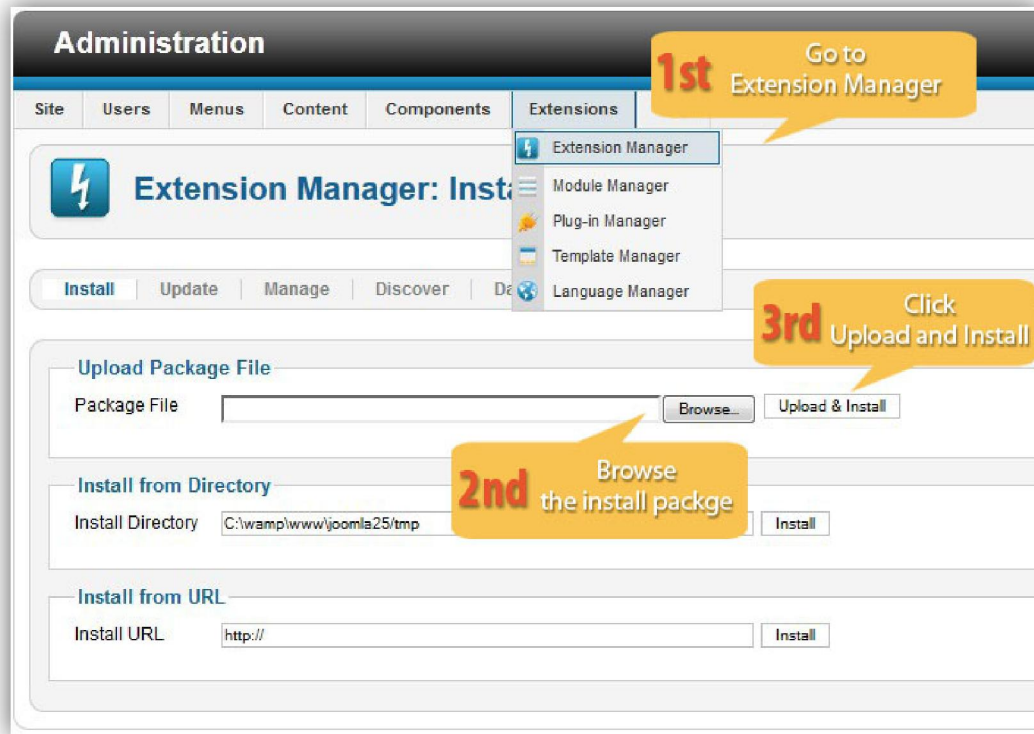 Administration
1st Go to
Extension Manager
Site Users Menus Content Components Extensions
Extension Manager
Module Manager
Plug-in Manager
Template Manager
Language Manager
Extension Manager: Insta
Install Update Manage Discover Da
3rd Click
Upload and Install
Upload Package File
Package File Browse... Upload & Install
2nd Browse
the install packge
Install from Directory
Install Directory C:\wamp\www\joomla25/tmp Install
Install from URL
Install URL http:// Install